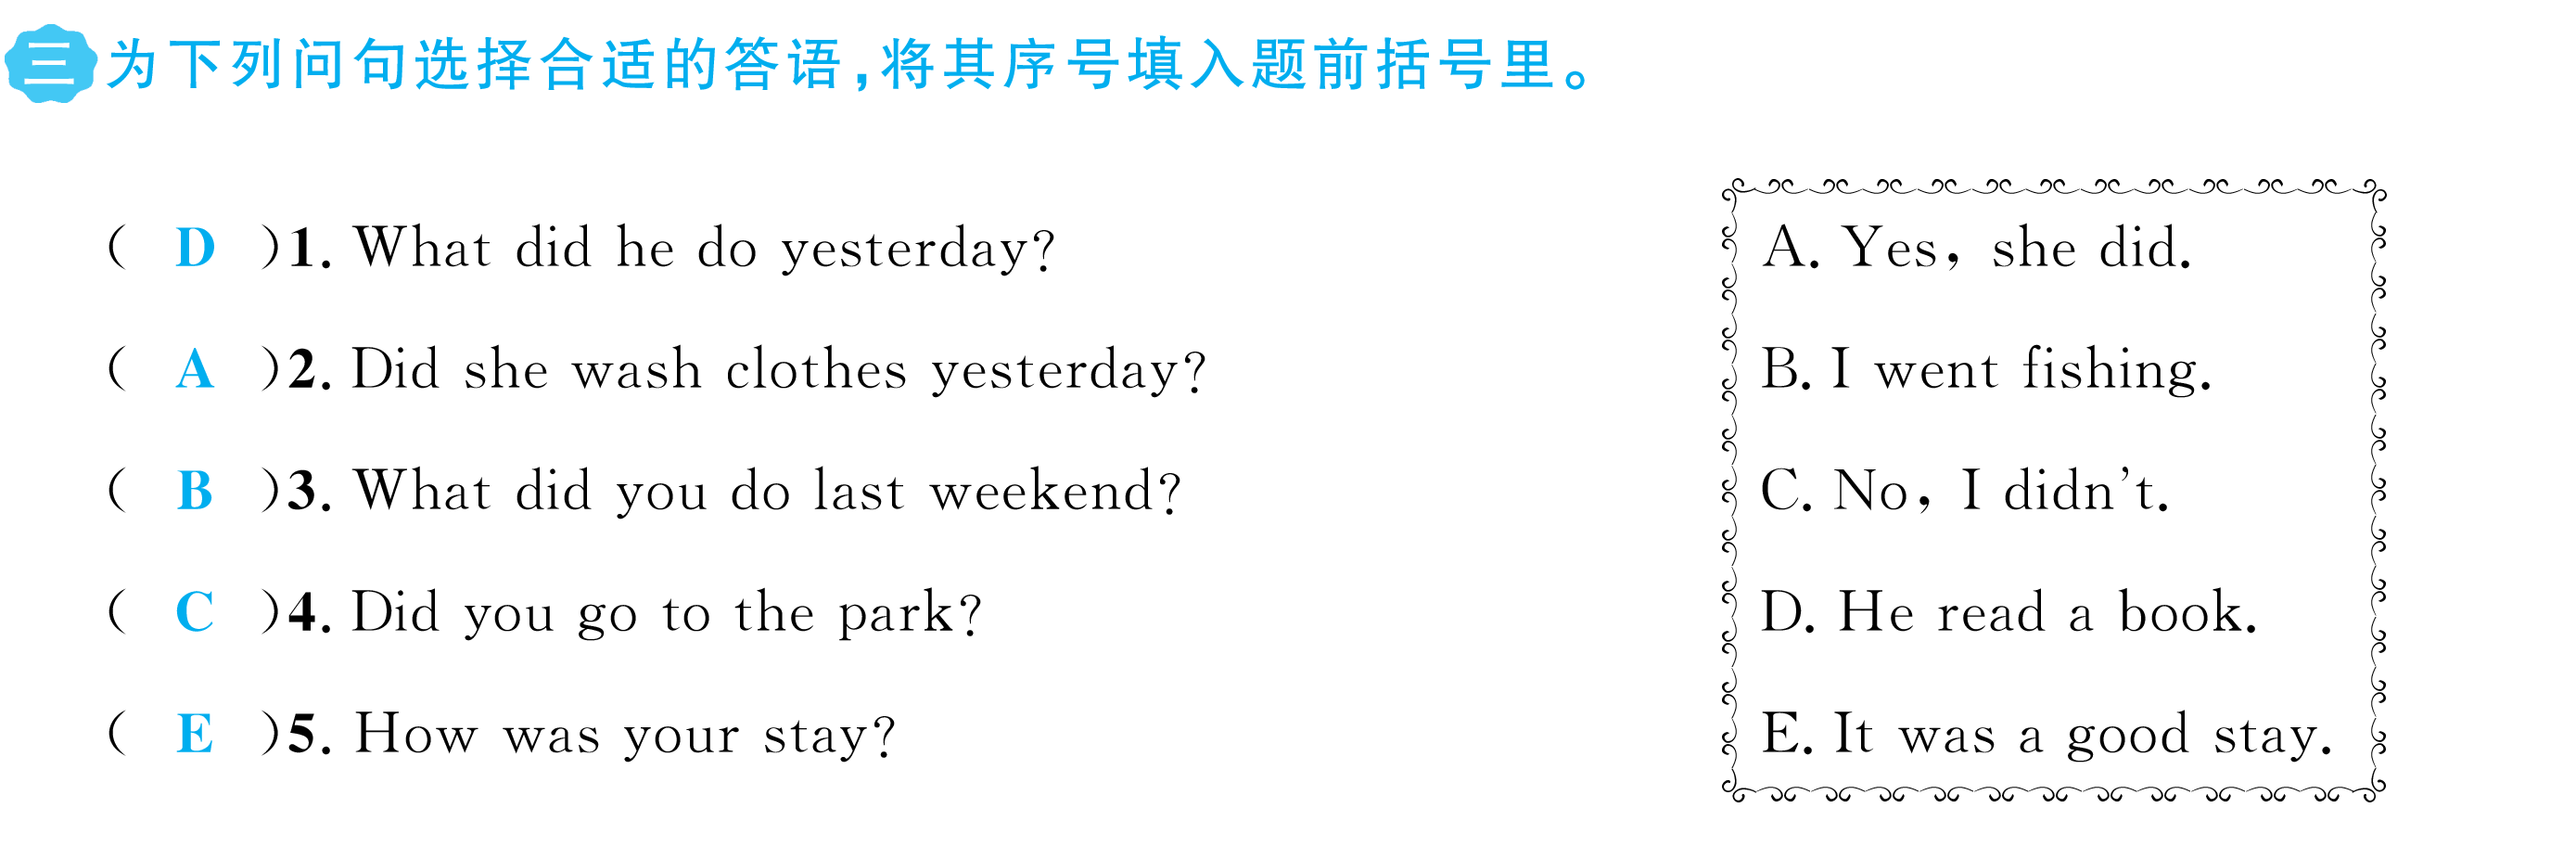 三 为下列问句选择合适的答语,将其序号填入题前括号里。
( D )1. What did he do yesterday?
( A )2. Did she wash clothes yesterday?
( B )3. What did you do last weekend?
( C )4. Did you go to the park?
( E )5. How was your stay?
A. Yes, she did.
B. I went fishing.
C. No, I didn't.
D. He read a book.
E. It was a good stay.